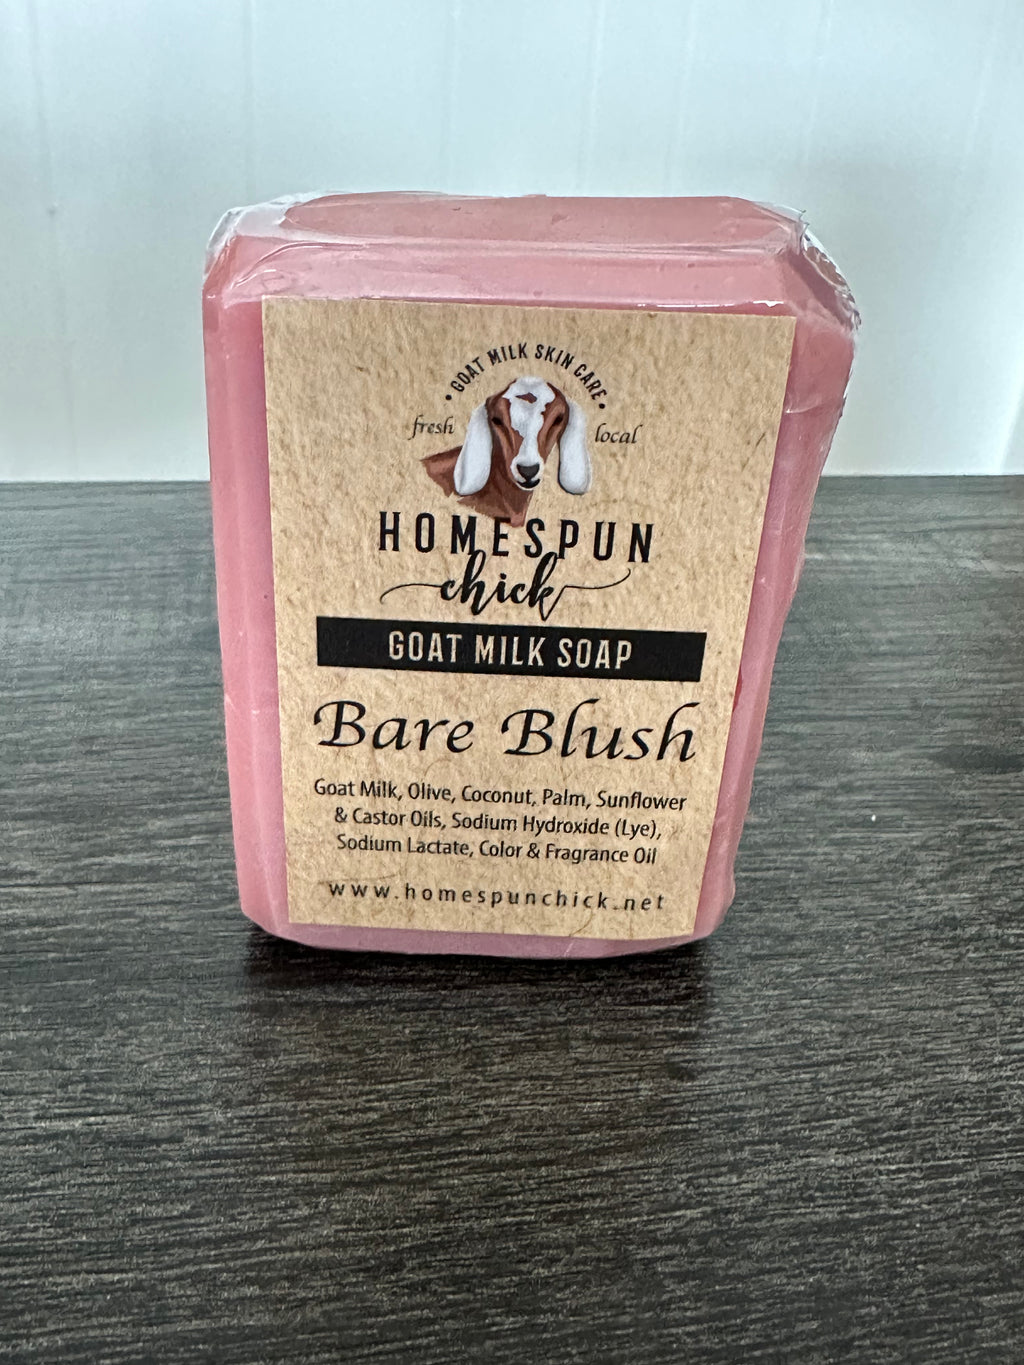 • GOAT MILK SKIN CARE •
fresh local
HOMESPUN
chick
GOAT MILK SOAP
Bare Blush
Goat Milk, Olive, Coconut, Palm, Sunflower
& Castor Oils, Sodium Hydroxide (Lye),
Sodium Lactate, Color & Fragrance Oil
www.homespunchick.net